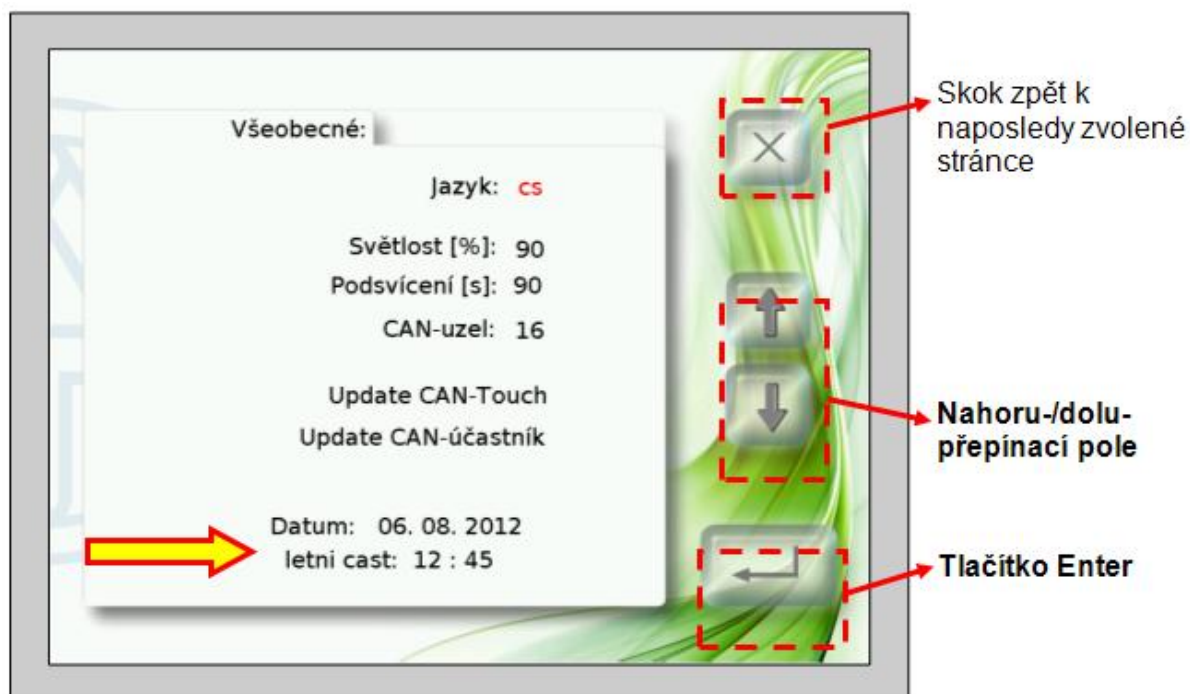 Všeobecné:
Jazyk: cs
Světlost [%]: 90
Podsvícení [s]: 90
CAN-uzel: 16
Update CAN-Touch
Update CAN-účastník
Datum: 06. 08. 2012
letni cast: 12 : 45
Skok zpět k
naposledy zvolené
stránce
Nahoru-/dolu-
přepínací pole
Tlačítko Enter